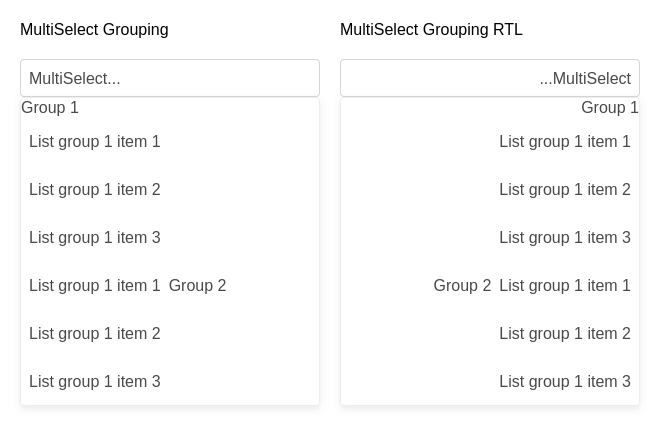 MultiSelect Grouping
MultiSelect...
Group 1
List group 1 item 1
List group 1 item 2
List group 1 item 3
List group 1 item 1 Group 2
List group 1 item 2
List group 1 item 3
MultiSelect Grouping RTL
...MultiSelect
Group 1
List group 1 item 1
List group 1 item 2
List group 1 item 3
Group 2 List group 1 item 1
List group 1 item 2
List group 1 item 3